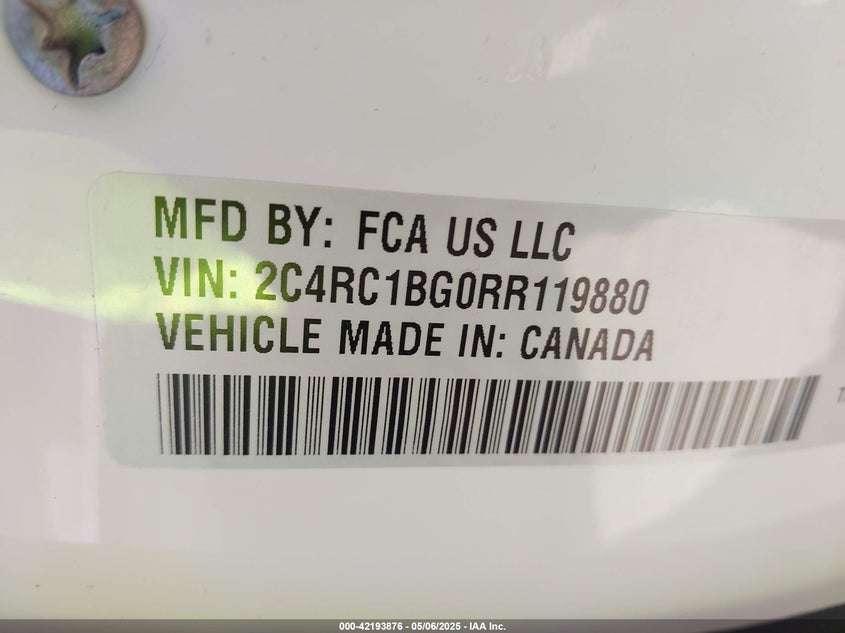 MFD BY: FCA US LLC
VIN: 2C4RC1BG0RR119880
VEHICLE MADE IN: CANADA
000-42193876 - 05/06/2025 - IAA Inc.